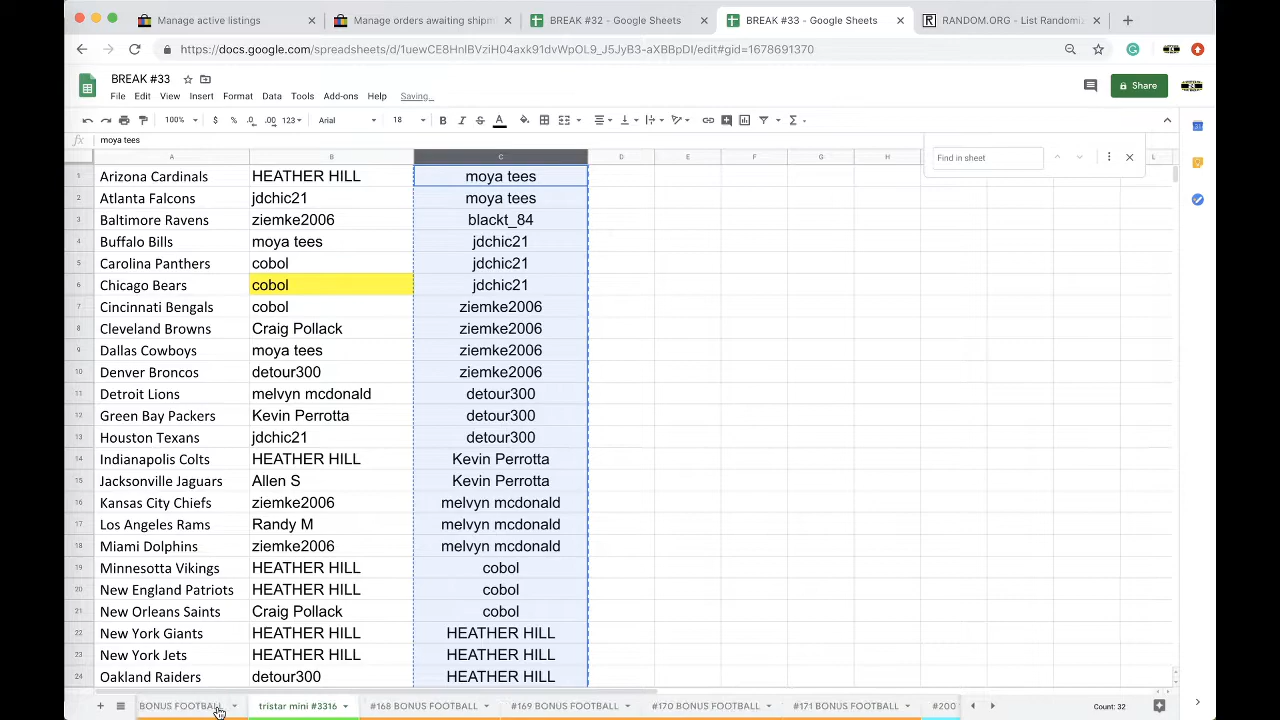 Manage active listings
Manage orders awaiting shipm
BREAK #32 - Google Sheets
BREAK #33 - Google Sheets
RANDOM.ORG - List Randomiz
BREAK #33
File Edit View Insert Format Data Tools Add-ons Help Saving...
Share
100% $ % .0 .00 123 Arial 18 B I S A
fx moya tees
Find in sheet
A B C D E F G H L
1 Arizona Cardinals HEATHER HILL moya tees
2 Atlanta Falcons jdchic21 moya tees
3 Baltimore Ravens ziemke2006 blackt_84
4 Buffalo Bills moya tees jdchic21
5 Carolina Panthers cobol jdchic21
6 Chicago Bears cobol jdchic21
7 Cincinnati Bengals cobol ziemke2006
8 Cleveland Browns Craig Pollack ziemke2006
9 Dallas Cowboys moya tees ziemke2006
10 Denver Broncos detour300 ziemke2006
11 Detroit Lions melvyn mcdonald detour300
12 Green Bay Packers Kevin Perrotta detour300
13 Houston Texans jdchic21 detour300
14 Indianapolis Colts HEATHER HILL Kevin Perrotta
15 Jacksonville Jaguars Allen S Kevin Perrotta
16 Kansas City Chiefs ziemke2006 melvyn mcdonald
17 Los Angeles Rams Randy M melvyn mcdonald
18 Miami Dolphins ziemke2006 melvyn mcdonald
19 Minnesota Vikings HEATHER HILL cobol
20 New England Patriots HEATHER HILL cobol
21 New Orleans Saints Craig Pollack cobol
22 New York Giants HEATHER HILL HEATHER HILL
23 New York Jets HEATHER HILL HEATHER HILL
24 Oakland Raiders detour300 HEATHER HILL
BONUS FOOTBALL tristar mini #3316 #168 BONUS FOOTBALL #169 BONUS FOOTBALL #170 BONUS FOOTBALL #171 BONUS FOOTBALL #200 Count: 32